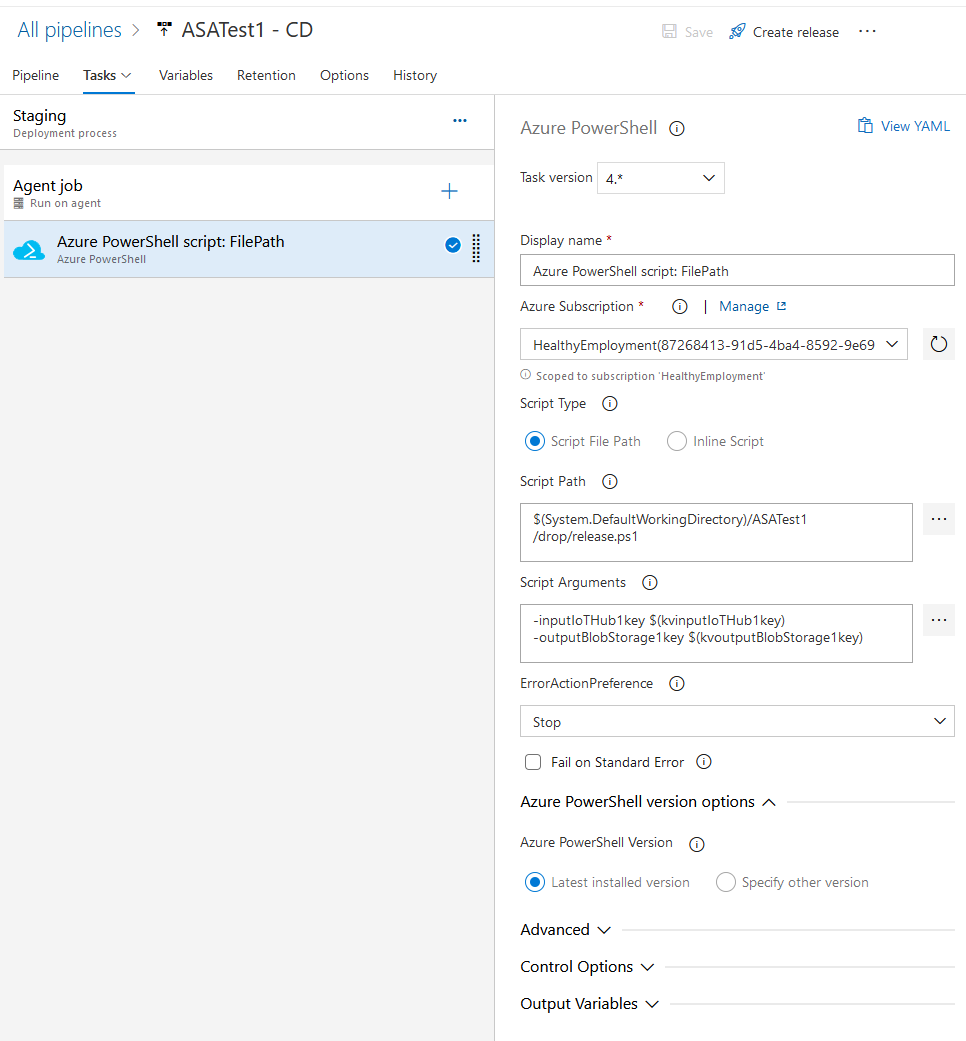 All pipelines > ASATest1 - CD
Save
Create release
...
Pipeline
Tasks
Variables
Retention
Options
History
Staging
Deployment process
...
Agent job
Run on agent
Azure PowerShell script: FilePath
Azure PowerShell
Azure PowerShell
View YAML
Task version
4.*
Display name *
Azure PowerShell script: FilePath
Azure Subscription *
| Manage
HealthyEmployment(87268413-91d5-4ba4-8592-9e69
Scoped to subscription 'HealthyEmployment'
Script Type
Script File Path
Inline Script
Script Path
$(System.DefaultWorkingDirectory)/ASATest1
/drop/release.ps1
...
Script Arguments
-inputIoTHub1key $(kvinputIoTHub1key)
-outputBlobStorage1key $(kvoutputBlobStorage1key)
...
ErrorActionPreference
Stop
Fail on Standard Error
Azure PowerShell version options
Azure PowerShell Version
Latest installed version
Specify other version
Advanced
Control Options
Output Variables